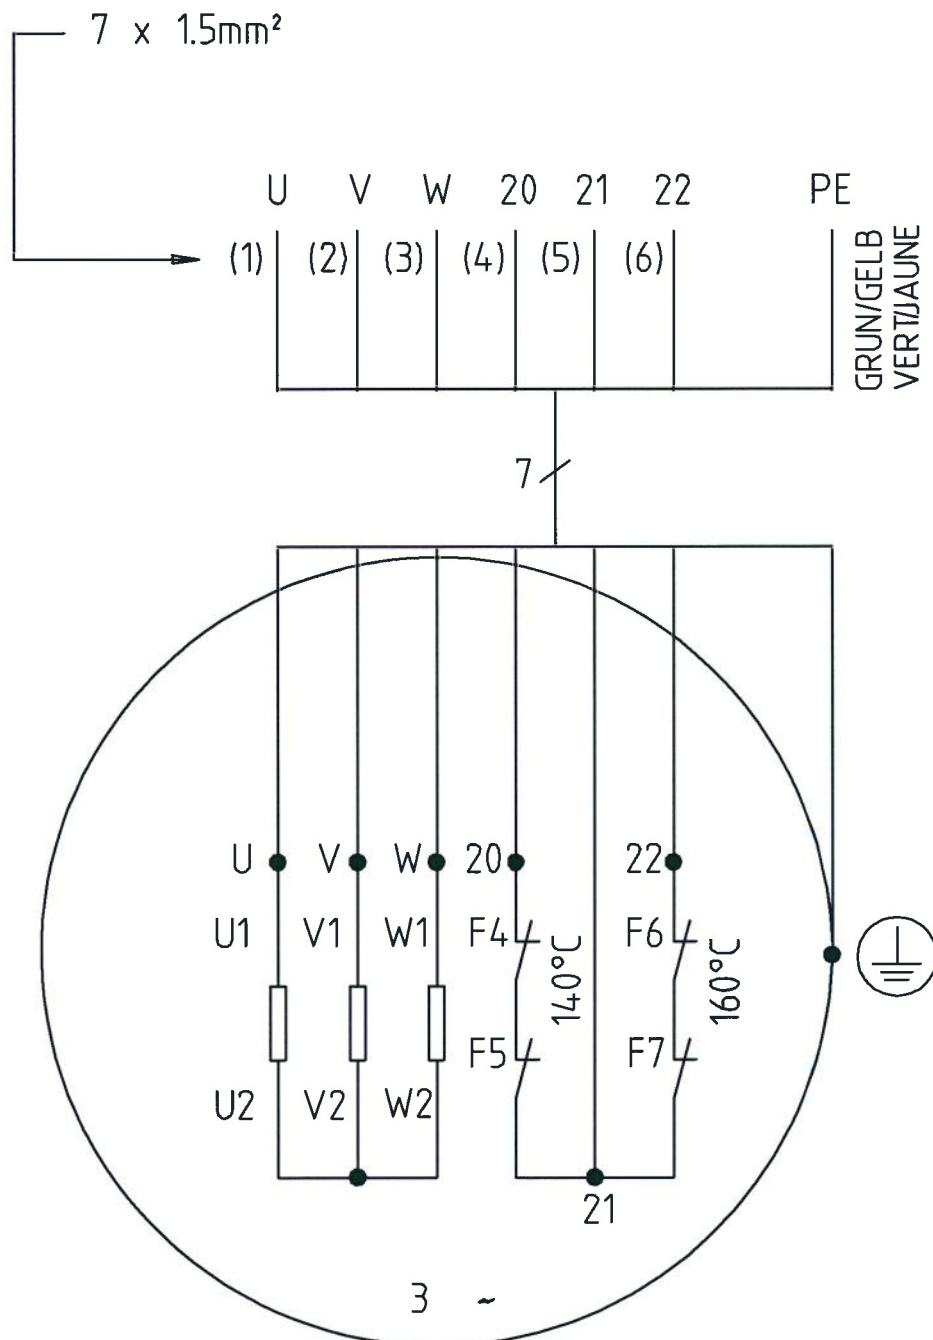 7 x 1.5mm²
U V W 20 21 22 PE
(1) (2) (3) (4) (5) (6)
GRUN/GELB
VERT/JAUNE
7
U V W 20 22
U1 V1 W1 F4 F6
140°C 160°C
F5 F7
U2 V2 W2
21
3 ~